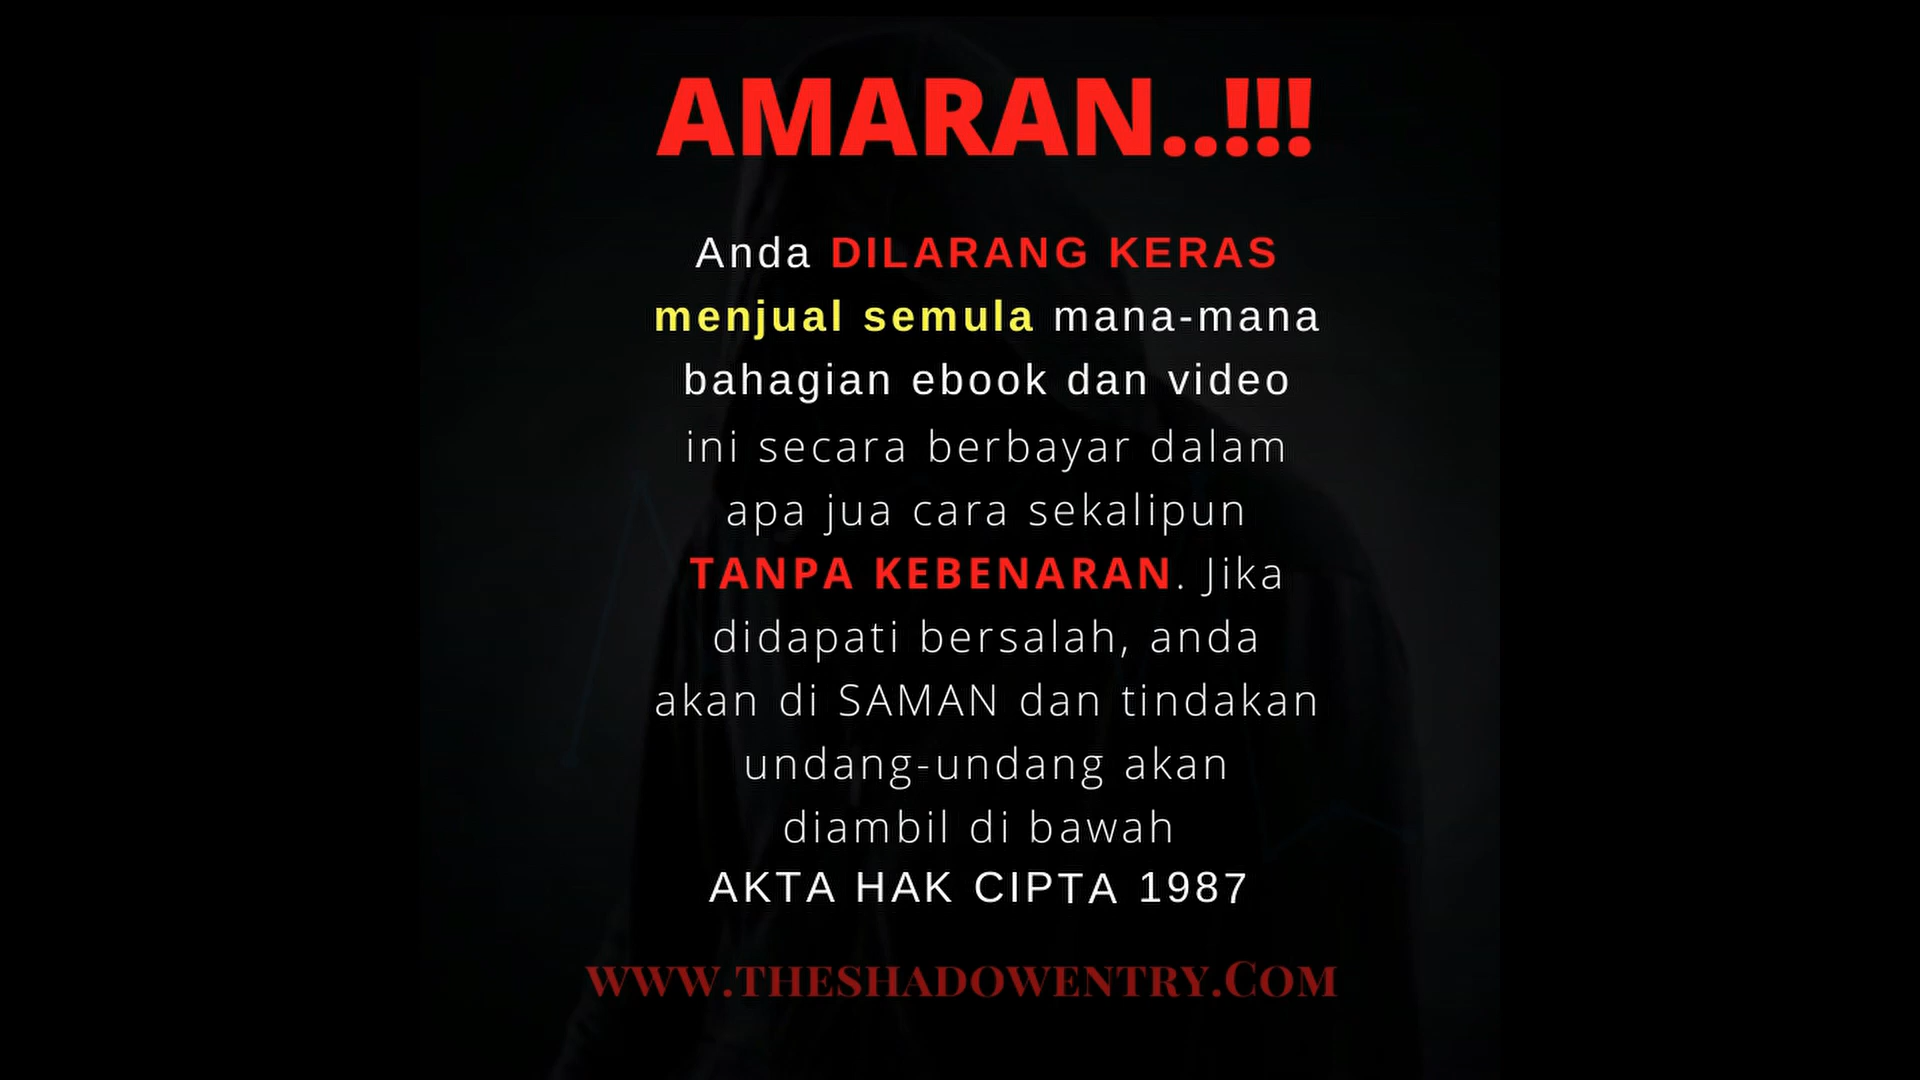 AMARAN..!!!
Anda DILARANG KERAS
menjual semula mana-mana
bahagian ebook dan video
ini secara berbayar dalam
apa jua cara sekalipun
TANPA KEBENARAN. Jika
didapati bersalah, anda
akan di SAMAN dan tindakan
undang-undang akan
diambil di bawah
AKTA HAK CIPTA 1987
www.theshadowentry.Com